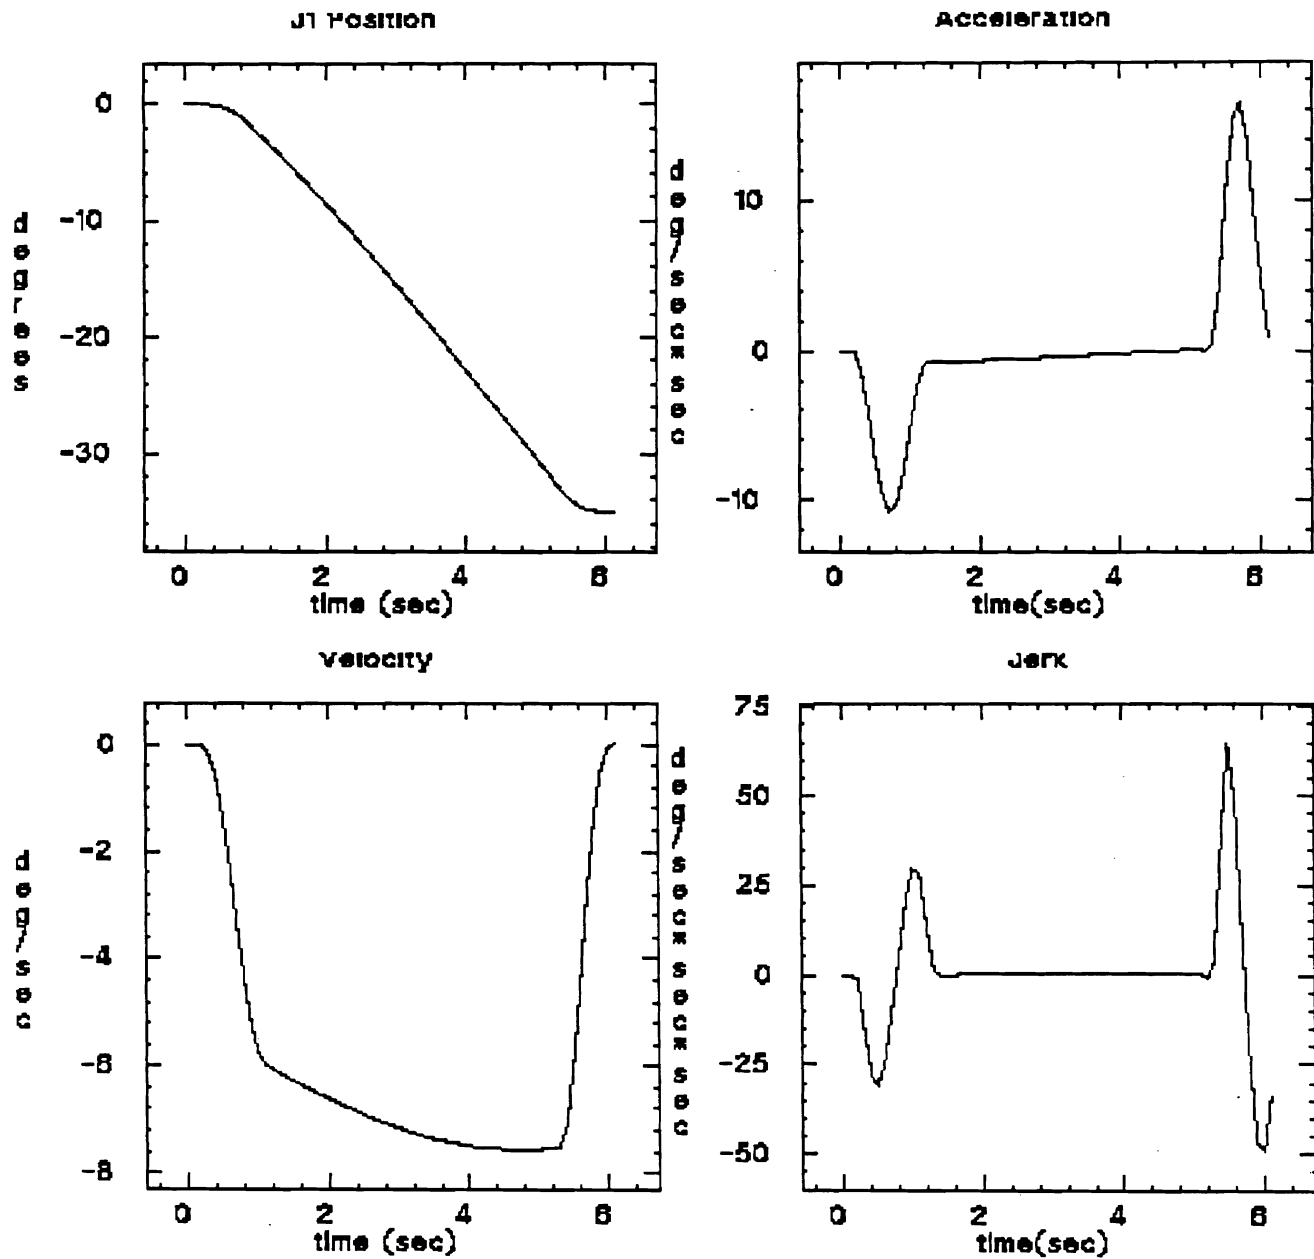 J1 Position
0
-10
-20
-30
degrees
0
2
4
6
time (sec)
Acceleration
10
0
-10
deg/sec*sec
0
2
4
6
time(sec)
Velocity
0
-2
-4
-6
-8
deg/sec
0
2
4
6
time (sec)
Jerk
75
50
25
0
-25
-50
deg/sec*sec*sec
0
2
4
6
time(sec)